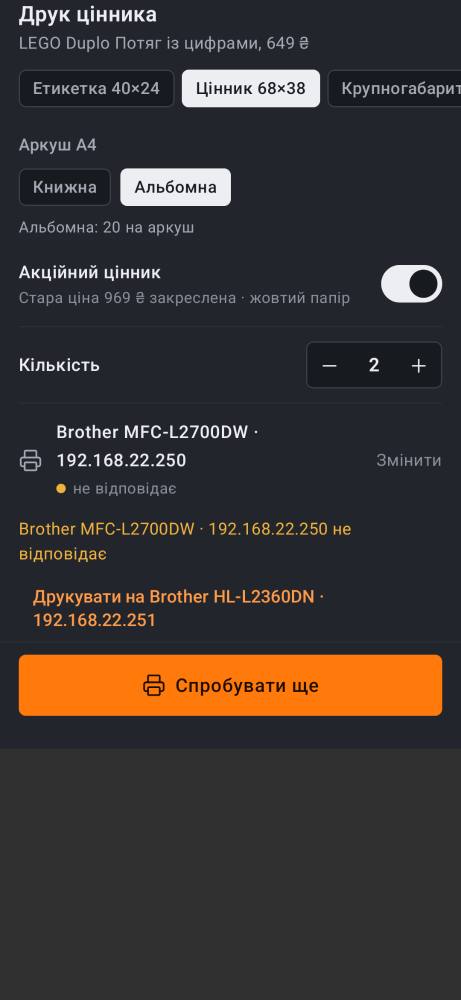 Друк цінника
LEGO Duplo Потяг із цифрами, 649 ₴
Етикетка 40×24 Цінник 68×38 Крупногабарит
Аркуш А4
Книжна Альбомна
Альбомна: 20 на аркуш
Акційний цінник
Стара ціна 969 ₴ закреслена · жовтий папір
Кількість − 2 +
Brother MFC-L2700DW ·
192.168.22.250
Змінити
не відповідає
Brother MFC-L2700DW · 192.168.22.250 не
відповідає
Друкувати на Brother HL-L2360DN ·
192.168.22.251
Спробувати ще